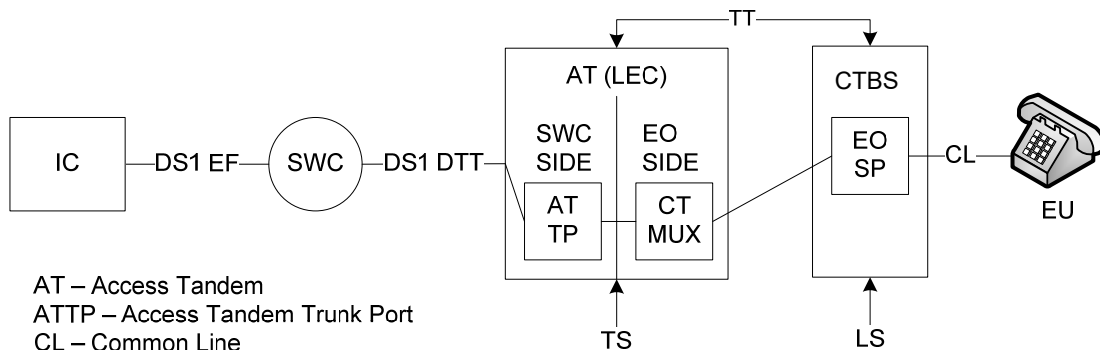 TT
AT (LEC)
CTBS
SWC
SIDE
EO
SIDE
IC
DS1 EF
SWC
DS1 DTT
AT
TP
CT
MUX
EO
SP
CL
EU
AT – Access Tandem
ATTP – Access Tandem Trunk Port
CL – Common Line
TS
LS